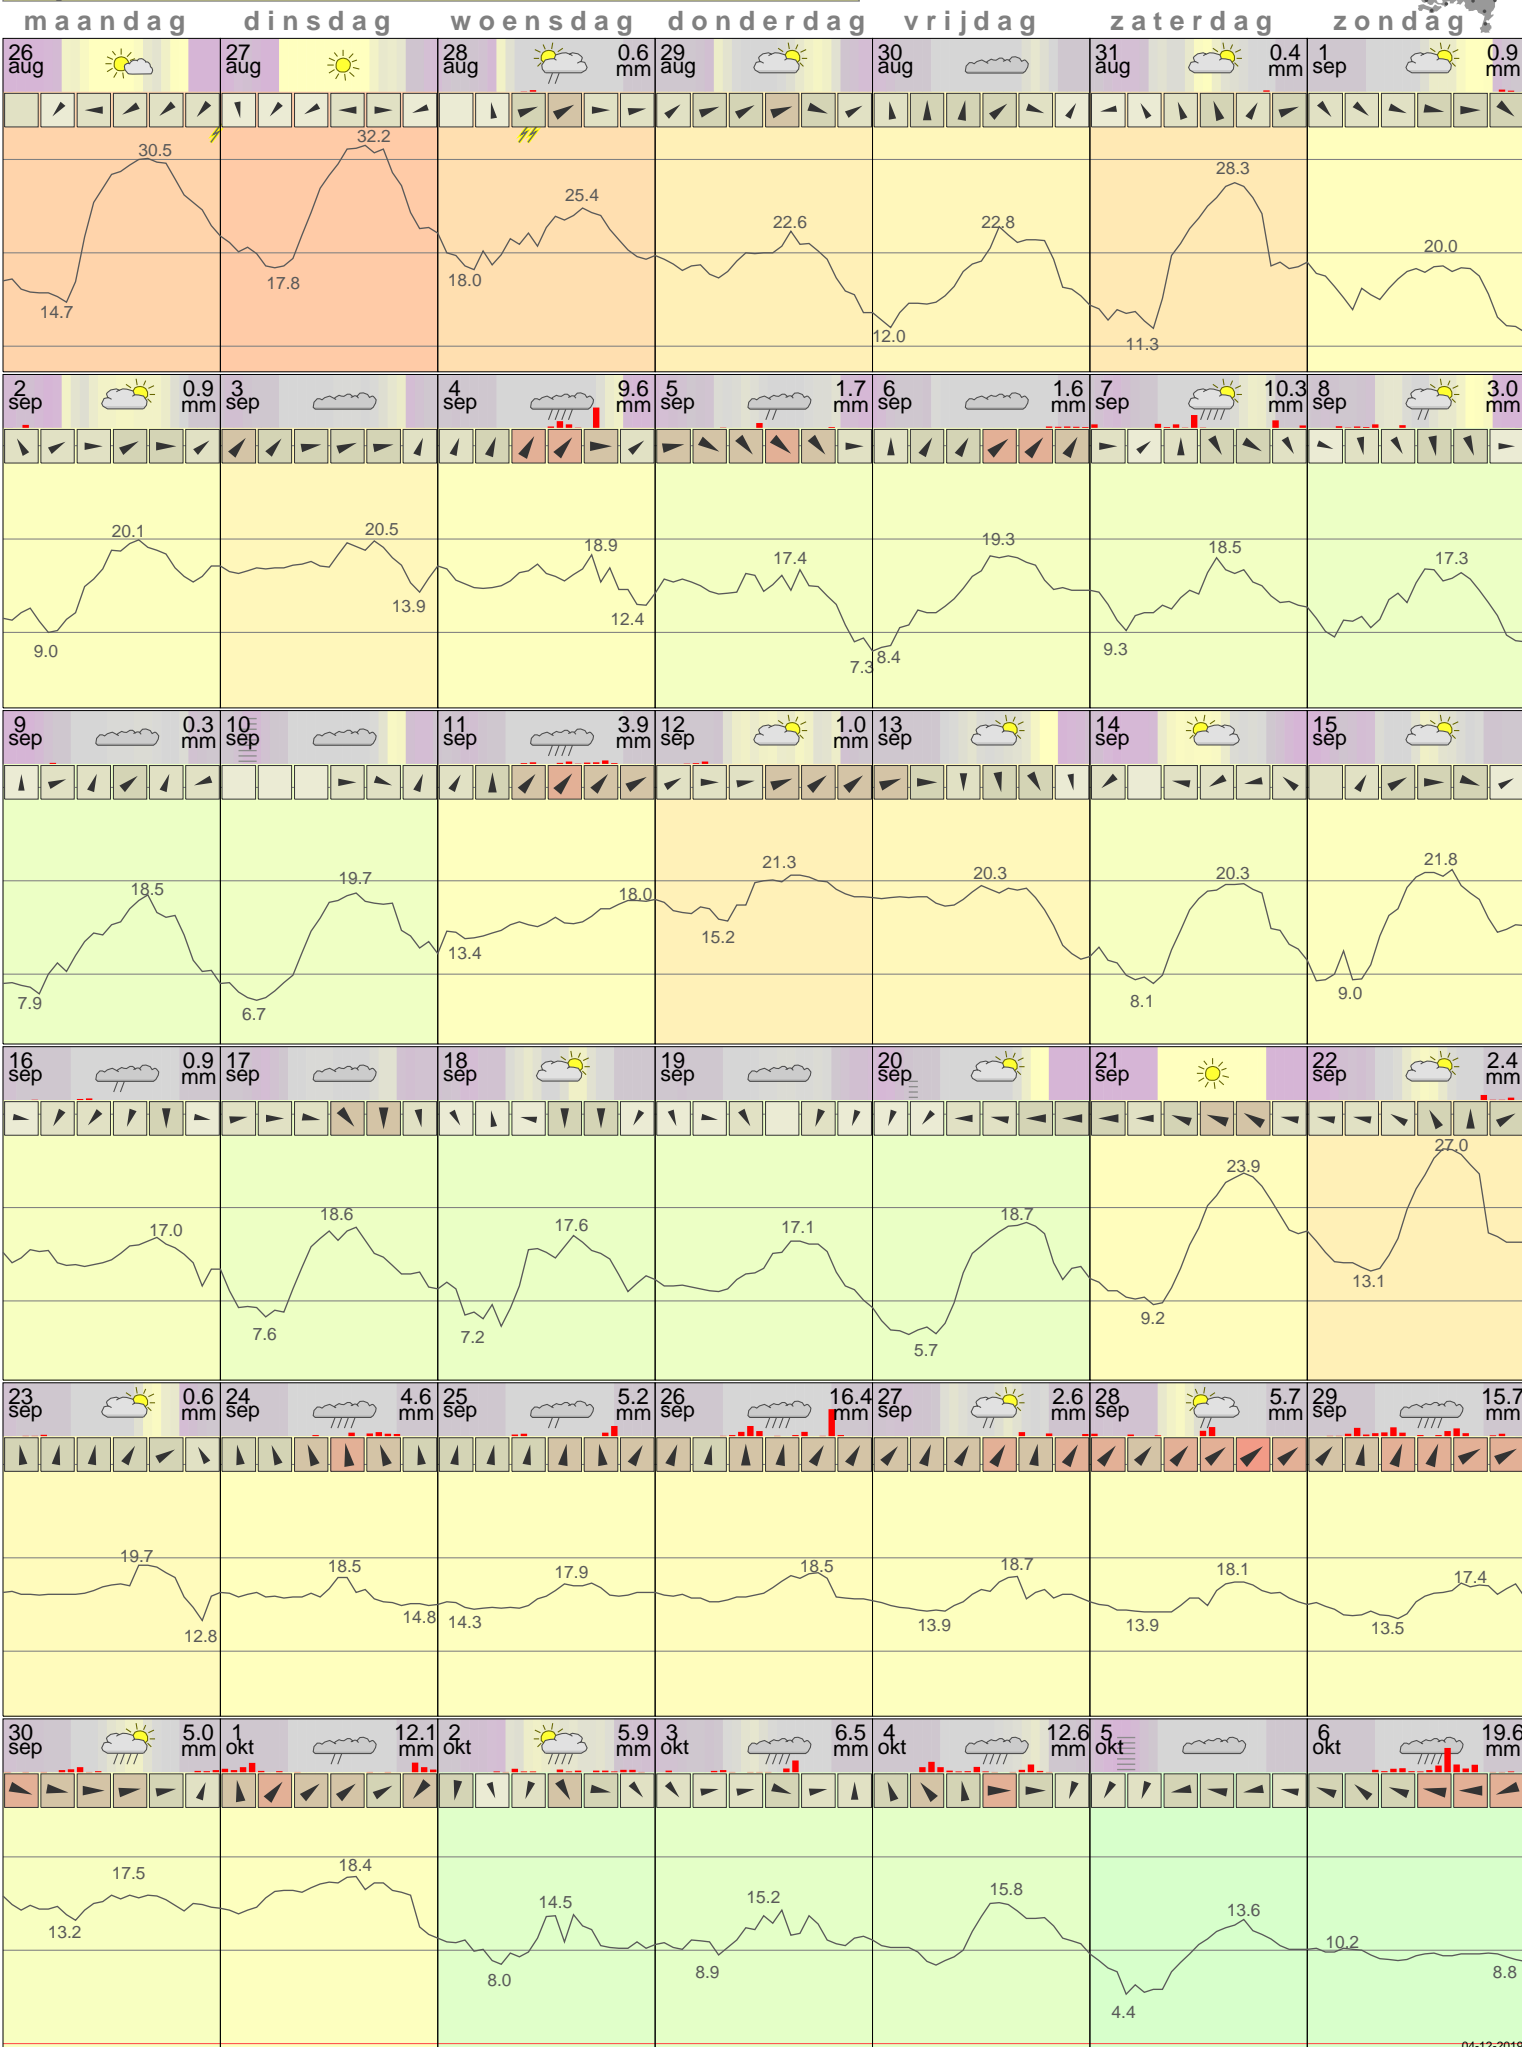 maandag dinsdag woensdag donderdag vrijdag zaterdag zondag
26 aug 27 aug 28 aug 0.6 mm 29 aug 30 aug 31 aug 0.4 mm 1 sep 0.9 mm
30.5 32.2 25.4 22.6 22.8 28.3 20.0
14.7 17.8 18.0 12.0 11.3
2 sep 0.9 mm 3 sep 4 sep 9.6 mm 5 sep 1.7 mm 6 sep 1.6 mm 7 sep 10.3 mm 8 sep 3.0 mm
20.1 20.5 18.9 17.4 19.3 18.5 17.3
9.0 13.9 12.4 7.3 8.4 9.3
9 sep 0.3 mm 10 sep 11 sep 3.9 mm 12 sep 1.0 mm 13 sep 14 sep 15 sep
18.5 19.7 18.0 21.3 20.3 20.3 21.8
7.9 6.7 13.4 15.2 8.1 9.0
16 sep 0.9 mm 17 sep 18 sep 19 sep 20 sep 21 sep 22 sep 2.4 mm
17.0 18.6 17.6 17.1 18.7 23.9 27.0
7.6 7.2 5.7 9.2 13.1
23 sep 0.6 mm 24 sep 4.6 mm 25 sep 5.2 mm 26 sep 16.4 mm 27 sep 2.6 mm 28 sep 5.7 mm 29 sep 15.7 mm
19.7 18.5 17.9 18.5 18.7 18.1 17.4
12.8 14.8 14.3 13.9 13.9 13.5
30 sep 5.0 mm 1 okt 12.1 mm 2 okt 5.9 mm 3 okt 6.5 mm 4 okt 12.6 mm 5 okt 6 okt 19.6 mm
17.5 18.4 14.5 15.2 15.8 13.6 10.2
13.2 8.0 8.9 4.4 8.8
04-12-2019